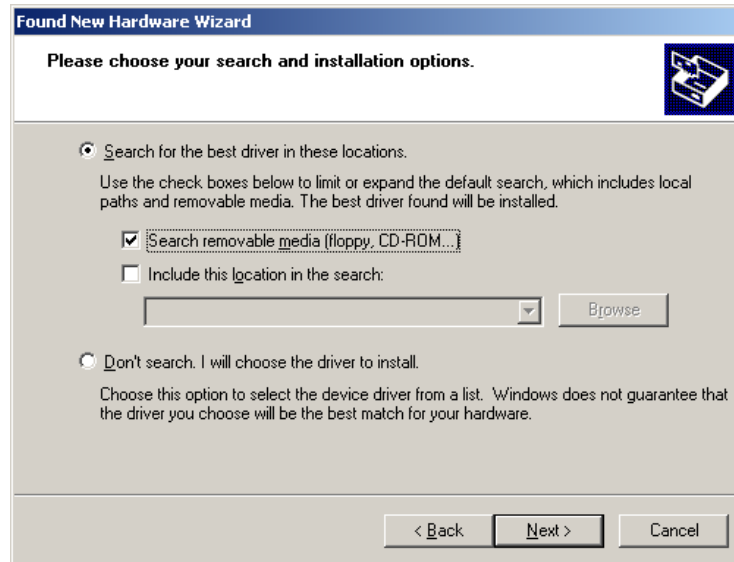 Found New Hardware Wizard
Please choose your search and installation options.
Search for the best driver in these locations.
Use the check boxes below to limit or expand the default search, which includes local
paths and removable media. The best driver found will be installed.
Search removable media (floppy, CD-ROM...)
Include this location in the search:
Browse
Don't search. I will choose the driver to install.
Choose this option to select the device driver from a list. Windows does not guarantee that
the driver you choose will be the best match for your hardware.
< Back Next > Cancel